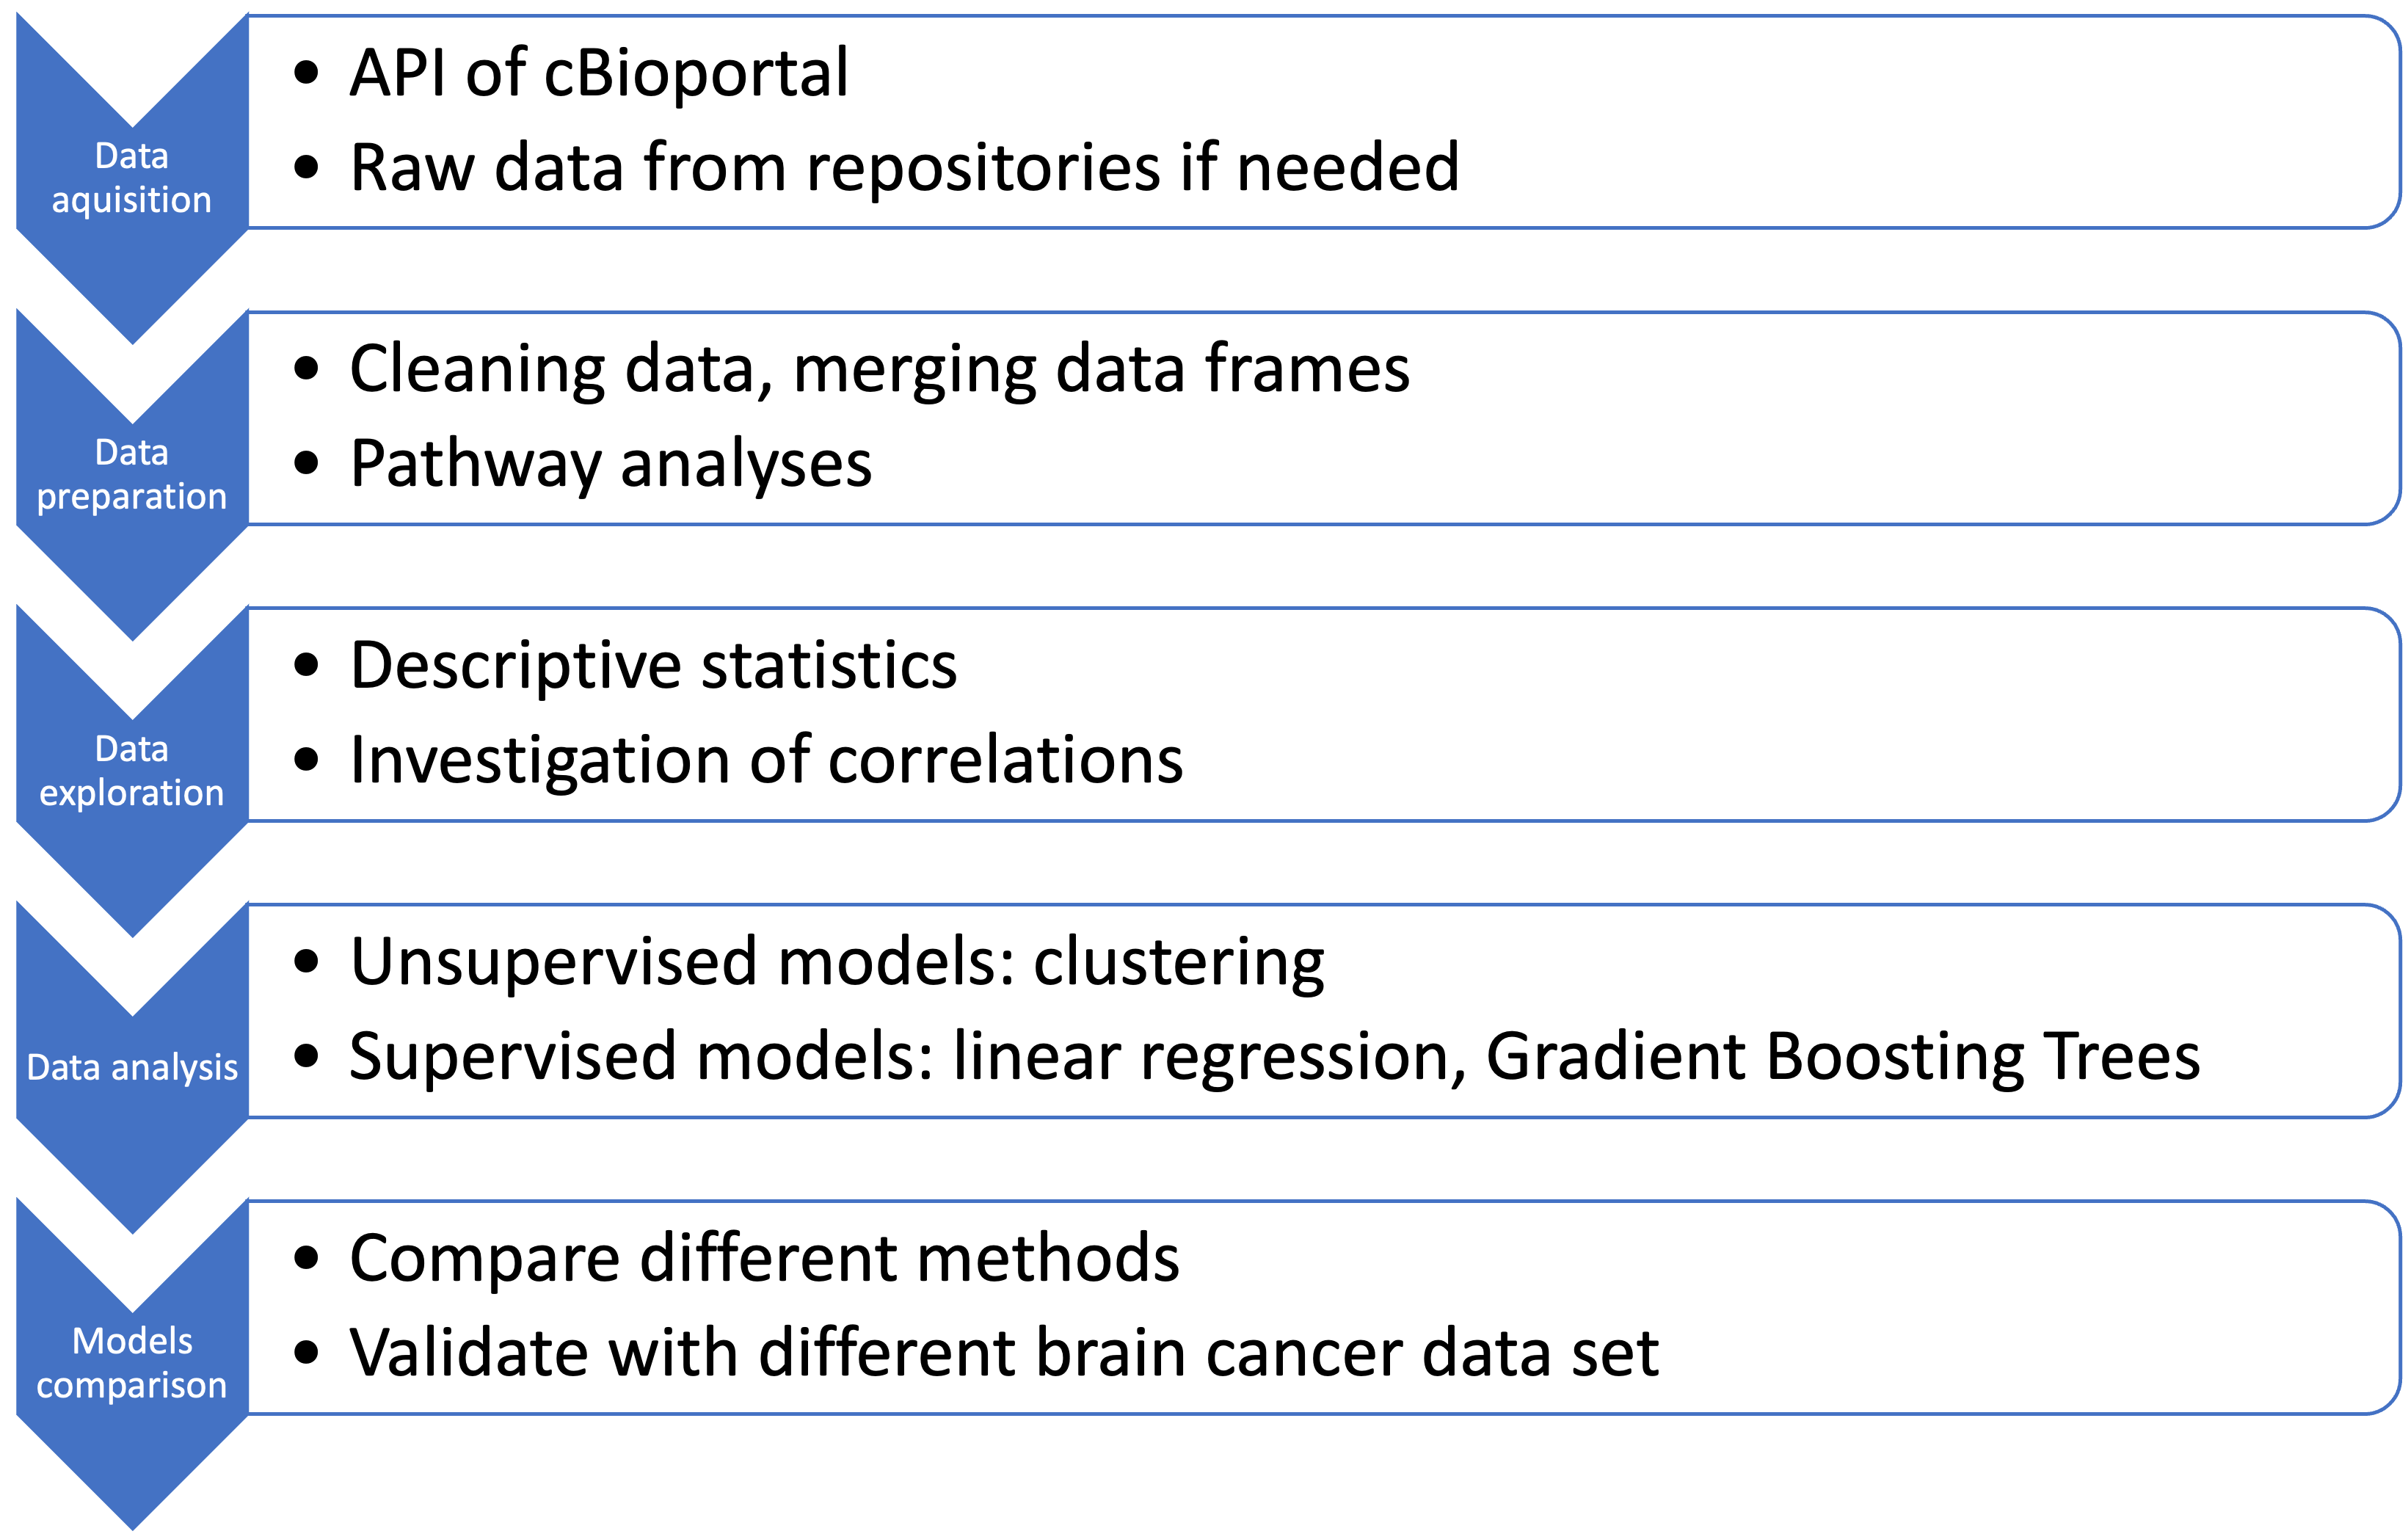 Data
aquisition
• API of cBioportal
• Raw data from repositories if needed
Data
preparation
• Cleaning data, merging data frames
• Pathway analyses
Data
exploration
• Descriptive statistics
• Investigation of correlations
Data analysis
• Unsupervised models: clustering
• Supervised models: linear regression, Gradient Boosting Trees
Models
comparison
• Compare different methods
• Validate with different brain cancer data set